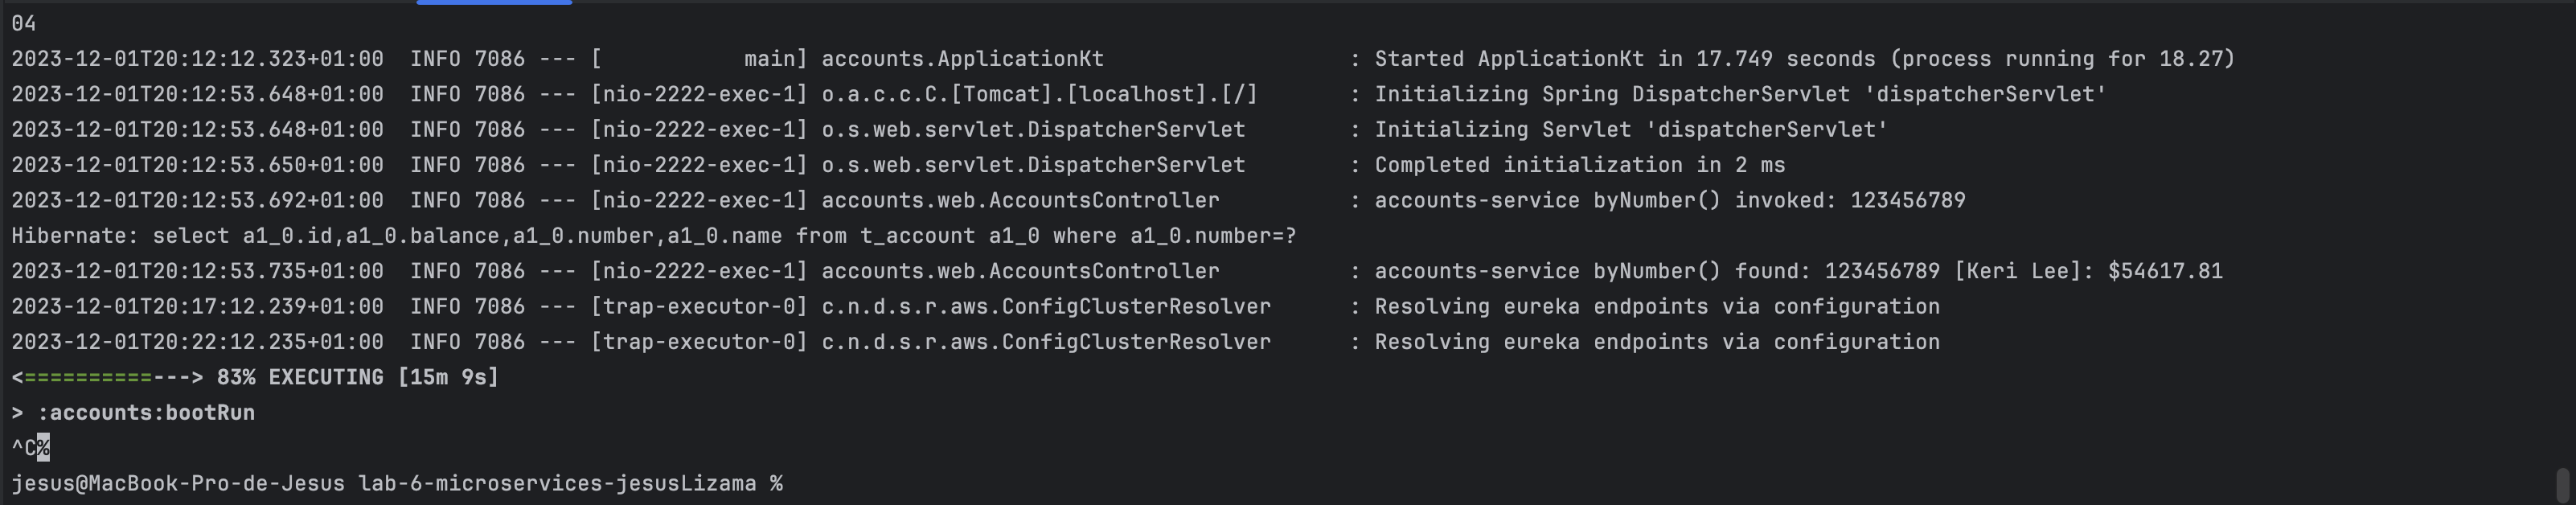 04
2023-12-01T20:12:12.323+01:00  INFO 7086 --- [           main] accounts.ApplicationKt                   : Started ApplicationKt in 17.749 seconds (process running for 18.27)
2023-12-01T20:12:53.648+01:00  INFO 7086 --- [nio-2222-exec-1] o.a.c.c.C.[Tomcat].[localhost].[/]       : Initializing Spring DispatcherServlet 'dispatcherServlet'
2023-12-01T20:12:53.648+01:00  INFO 7086 --- [nio-2222-exec-1] o.s.web.servlet.DispatcherServlet        : Initializing Servlet 'dispatcherServlet'
2023-12-01T20:12:53.650+01:00  INFO 7086 --- [nio-2222-exec-1] o.s.web.servlet.DispatcherServlet        : Completed initialization in 2 ms
2023-12-01T20:12:53.692+01:00  INFO 7086 --- [nio-2222-exec-1] accounts.web.AccountsController          : accounts-service byNumber() invoked: 123456789
Hibernate: select a1_0.id,a1_0.balance,a1_0.number,a1_0.name from t_account a1_0 where a1_0.number=?
2023-12-01T20:12:53.735+01:00  INFO 7086 --- [nio-2222-exec-1] accounts.web.AccountsController          : accounts-service byNumber() found: 123456789 [Keri Lee]: $54617.81
2023-12-01T20:17:12.239+01:00  INFO 7086 --- [trap-executor-0] c.n.d.s.r.aws.ConfigClusterResolver      : Resolving eureka endpoints via configuration
2023-12-01T20:22:12.235+01:00  INFO 7086 --- [trap-executor-0] c.n.d.s.r.aws.ConfigClusterResolver      : Resolving eureka endpoints via configuration
<==========---> 83% EXECUTING [15m 9s]
> :accounts:bootRun
^C%
jesus@MacBook-Pro-de-Jesus lab-6-microservices-jesusLizama %